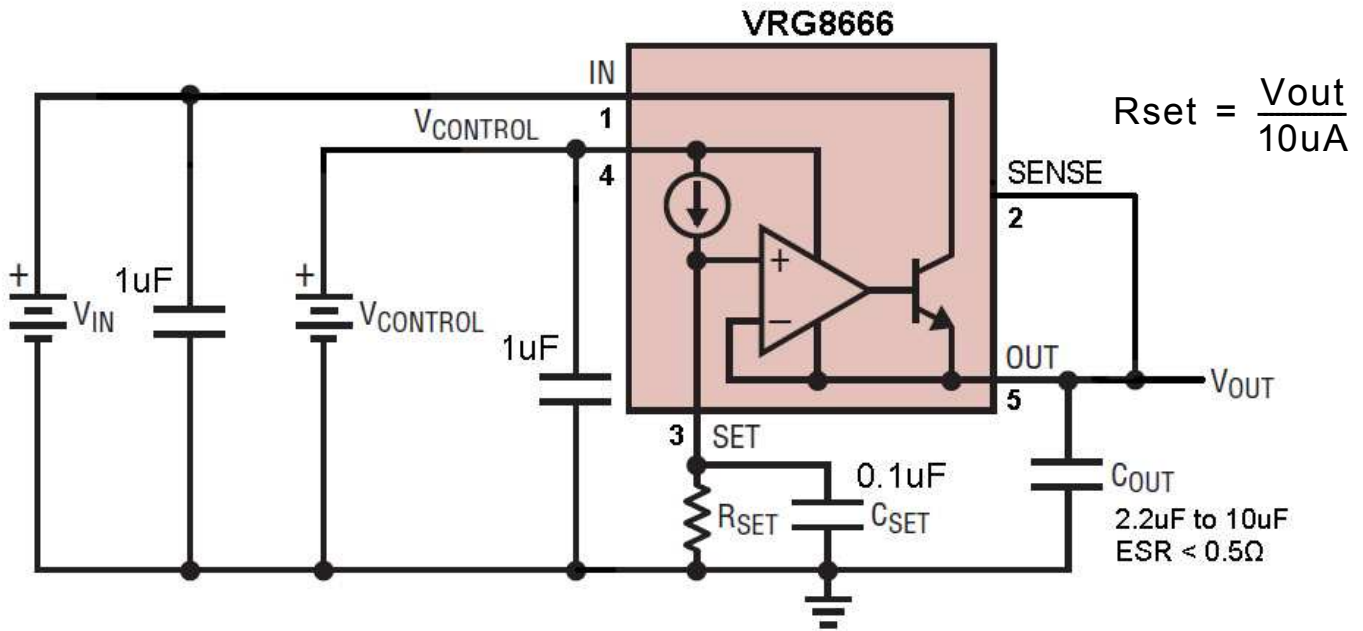 VRG8666
IN
1
Rset = Vout
10uA
VCONTROL
4
SENSE
2
+
1uF
VIN
+
VCONTROL
1uF
+
−
OUT
5
VOUT
3
SET
0.1uF
RSET
CSET
COUT
2.2uF to 10uF
ESR < 0.5Ω